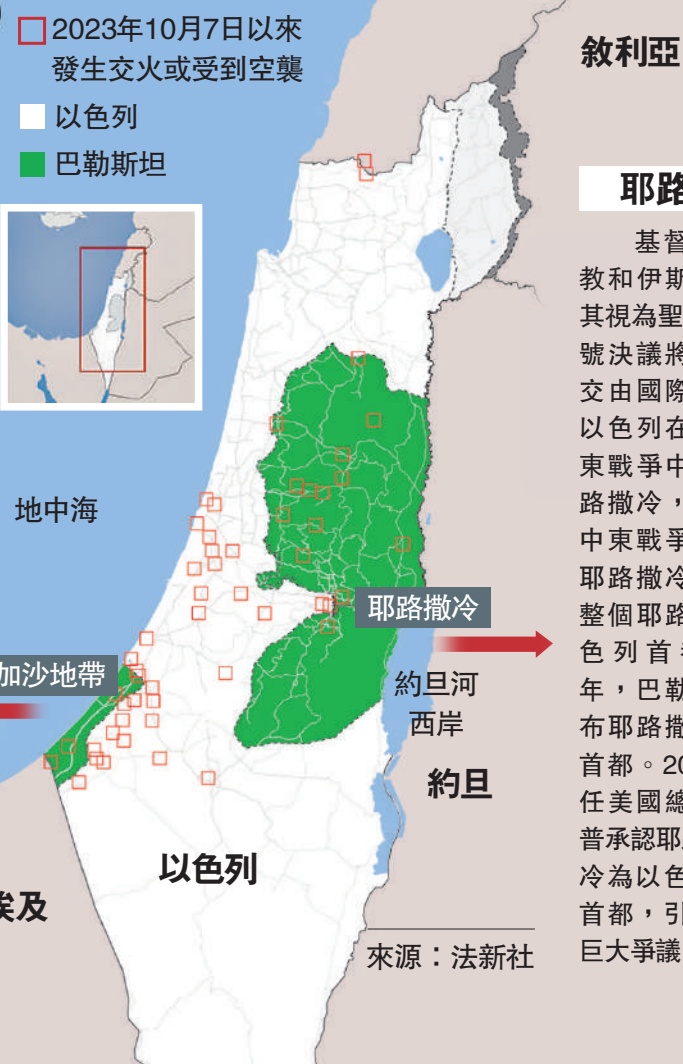 2023年10月7日以來
發生交火或受到空襲
以色列
巴勒斯坦
敘利亞
地中海
耶路撒冷
加沙地帶
約旦河
西岸
約旦
以色列
埃及
來源：法新社
耶路
基督
教和伊斯
其視為聖
號決議將
交由國際
以色列在
東戰爭中
路撒冷，
中東戰爭
耶路撒冷
整個耶路
色列首都
年，巴勒
布耶路撒
首都。20
任美國總
普承認耶
冷為以色
首都，引
巨大爭議